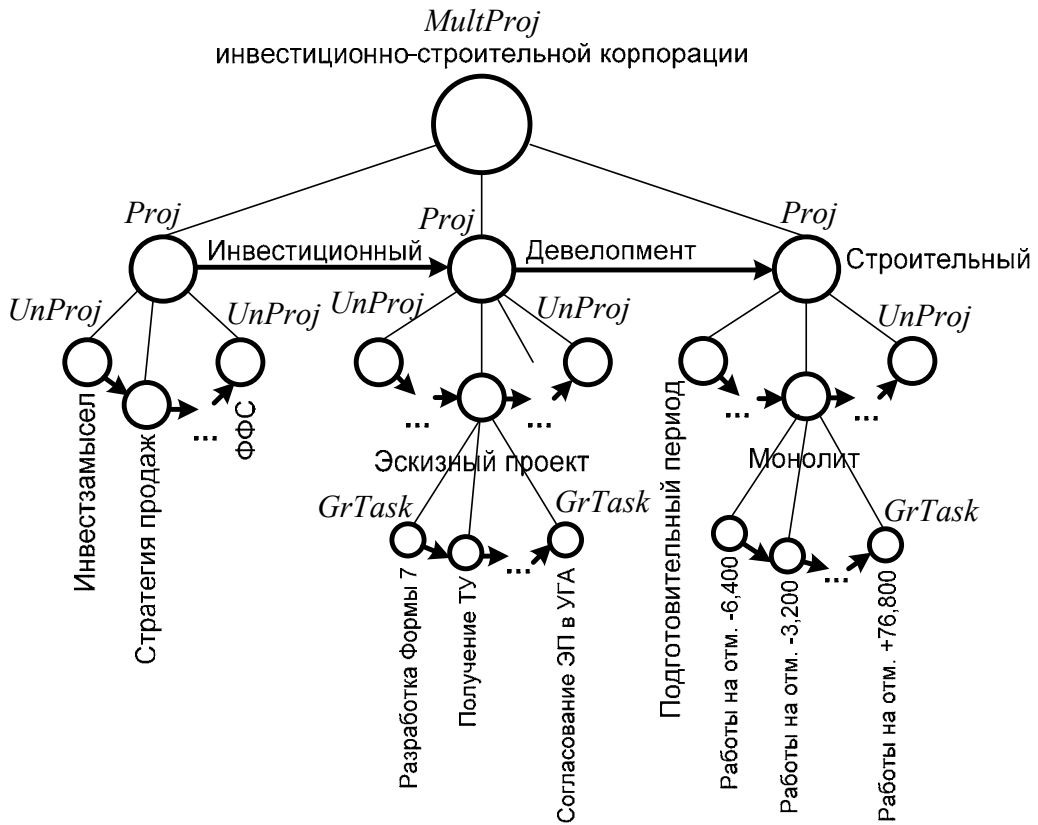 MultProj
инвестиционно-строительной корпорации
Proj
Proj
Proj
Инвестиционный
Девелопмент
Строительный
UnProj
UnProj
UnProj
UnProj
UnProj
...
...
...
...
...
Инвестзамысел
Стратегия продаж
ФФС
Эскизный проект
Подготовительный период
Монолит
GrTask
GrTask
GrTask
...
...
Разработка Формы 7
Получение ТУ
Согласование ЭП в УГА
Работы на отм. -6,400
Работы на отм. -3,200
Работы на отм. +76,800